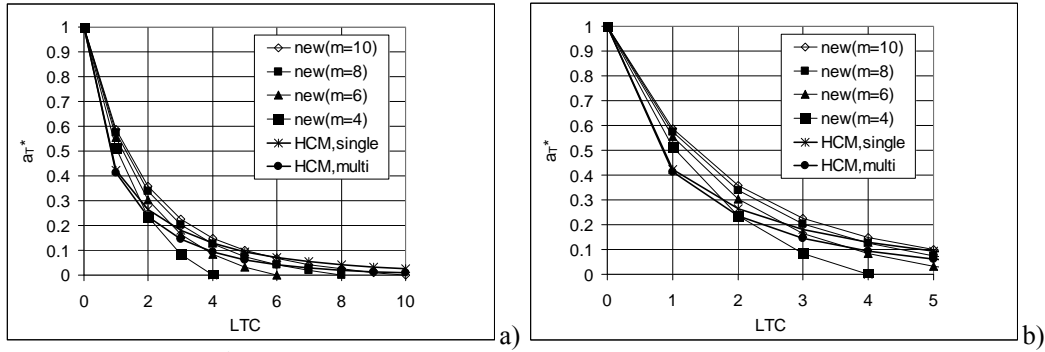 1
0.9
0.8
0.7
0.6
0.5
0.4
0.3
0.2
0.1
0
aT*
0 2 4 6 8 10
LTC
new(m=10)
new(m=8)
new(m=6)
new(m=4)
HCM,single
HCM,multi
a)
1
0.9
0.8
0.7
0.6
0.5
0.4
0.3
0.2
0.1
0
aT*
0 1 2 3 4 5
LTC
new(m=10)
new(m=8)
new(m=6)
new(m=4)
HCM,single
HCM,multi
b)